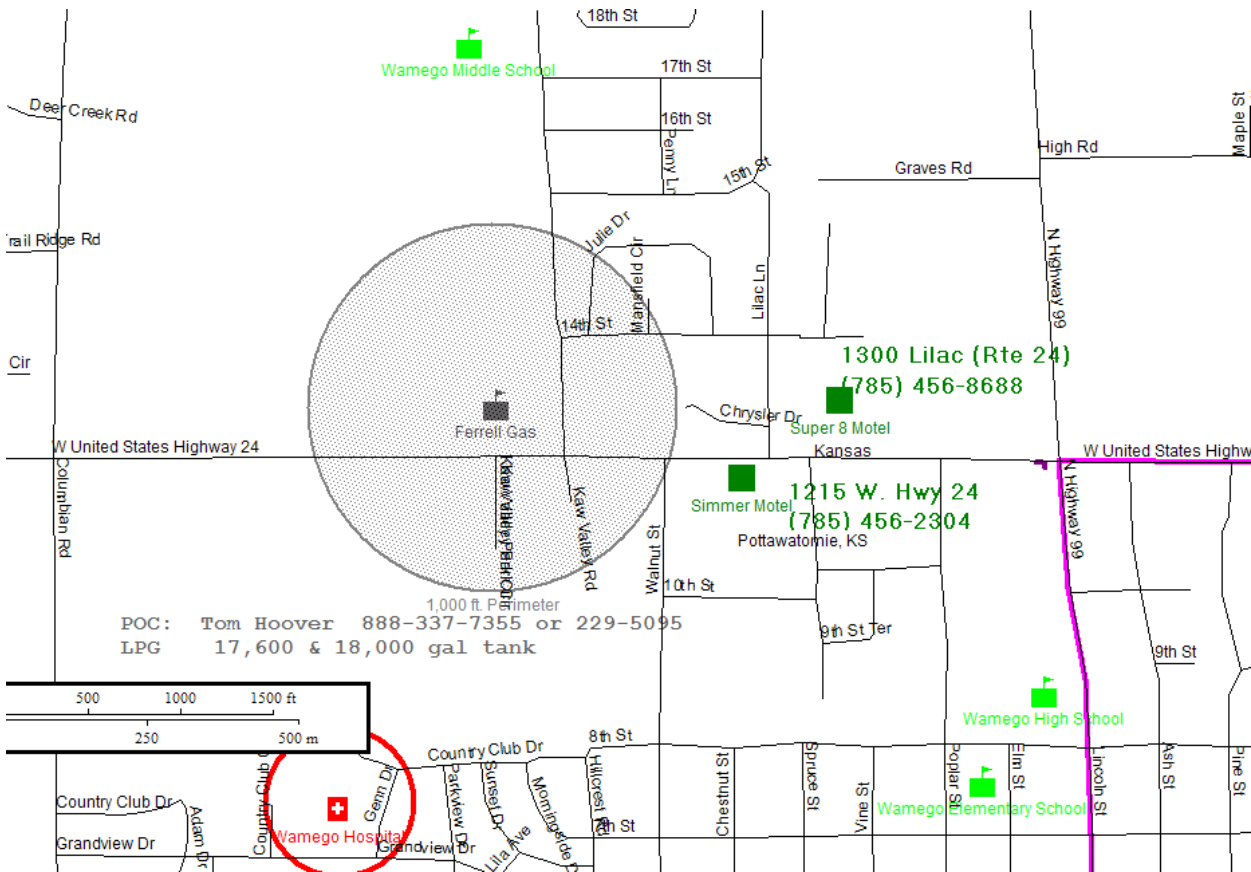 18th St
Wamego Middle School
17th St
Deer Creek Rd
16th St
Penny Ln
Maple St
High Rd
Graves Rd
15th St
Julie Dr
rail Ridge Rd
Mansfield Cir
Lilac Ln
N Highway 99
14th St
Cir
1300 Lilac (Rte 24)
(785) 456-8688
Chrysler Dr
Super 8 Motel
Ferrell Gas
W United States Highway 24
Kansas
W United States Highw
Columbian Rd
Kaw Valley Rd
Simmer Motel
1215 W. Hwy 24
(785) 456-2304
N Highway 99
Walnut St
Pottawatomie, KS
10th St
1,000 ft. Perimeter
POC: Tom Hoover 888-337-7355 or 229-5095
LPG 17,600 & 18,000 gal tank
9th St Ter
9th St
500 1000 1500 ft
250 500 m
Wamego High School
8th St
Country Club Dr
Country Club
Genn Dr
Parkview Dr
Sunset Dr
Morningside D
Hillcrest Rd
Chestnut St
Spruce St
Vine St
Poplar St
Elm St
Lincoln St
Ash St
Pine St
Wamego Elementary School
Country Club Dr
Adam Dr
Wamego Hospital
7th St
Grandview Dr
Grandview Dr
Lila Ave